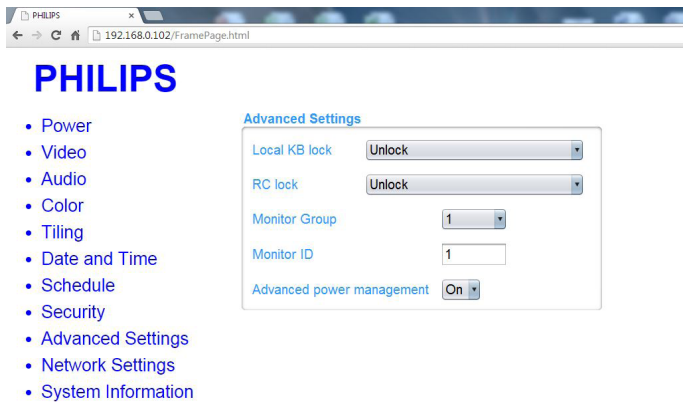 PHILIPS
192.168.0.102/FramePage.html
PHILIPS
Power
Video
Audio
Color
Tiling
Date and Time
Schedule
Security
Advanced Settings
Network Settings
System Information
Advanced Settings
Local KB lock Unlock
RC lock Unlock
Monitor Group 1
Monitor ID 1
Advanced power management On